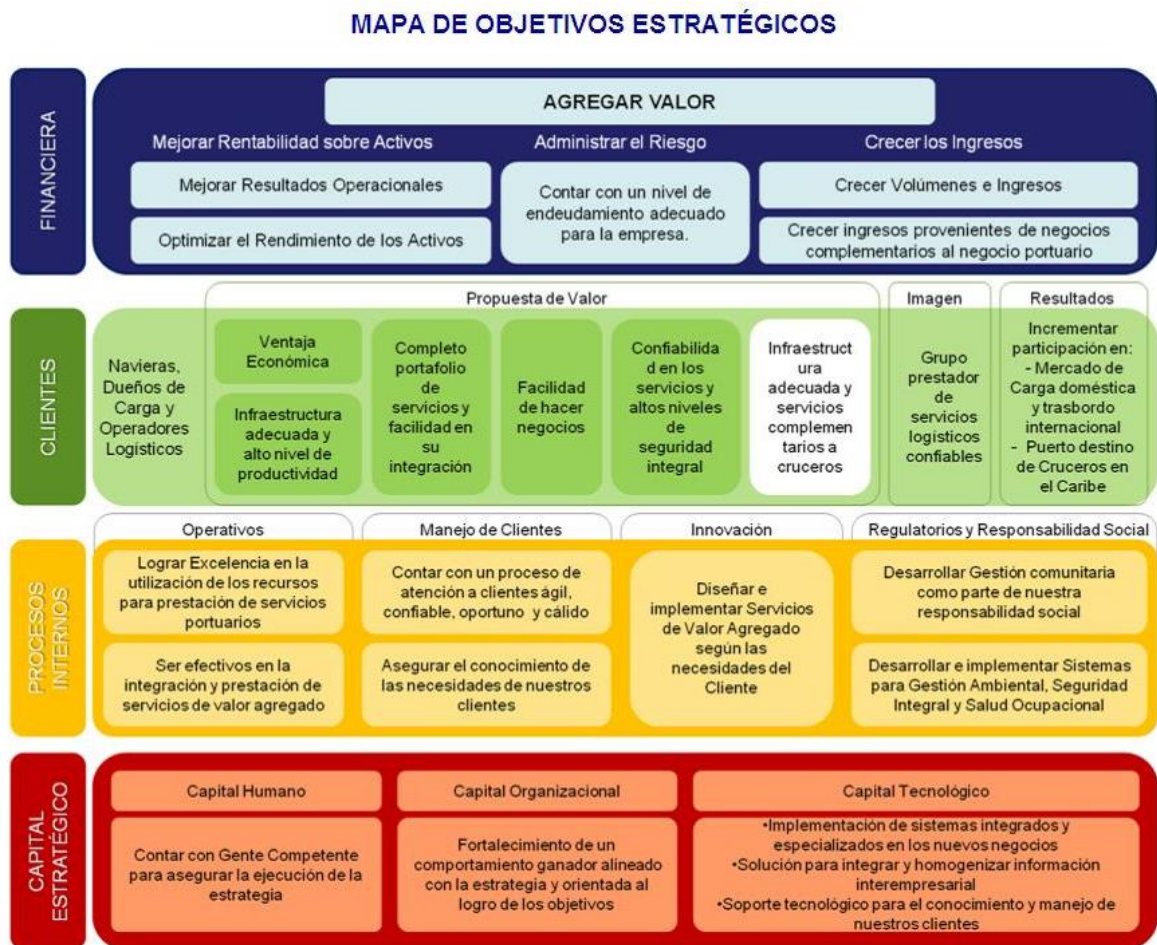 MAPA DE OBJETIVOS ESTRATÉGICOS
FINANCIERA
AGREGAR VALOR
Mejorar Rentabilidad sobre Activos
Mejorar Resultados Operacionales
Optimizar el Rendimiento de los Activos
Administrar el Riesgo
Contar con un nivel de
endeudamiento adecuado
para la empresa.
Crecer los Ingresos
Crecer Volúmenes e Ingresos
Crecer ingresos provenientes de negocios
complementarios al negocio portuario
CLIENTES
Navieras,
Dueños de
Carga y
Operadores
Logísticos
Propuesta de Valor
Ventaja
Económica
Infraestructura
adecuada y
alto nivel de
productividad
Completo
portafolio
de
servicios y
facilidad en
su
integración
Facilidad
de hacer
negocios
Confiabilida
d en los
servicios y
altos niveles
de
seguridad
integral
Infraestruct
ura
adecuada y
servicios
complemen
tarios a
cruceros
Imagen
Grupo
prestador
de
servicios
logísticos
confiables
Resultados
Incrementar
participación en:
- Mercado de
Carga doméstica
y trasbordo
internacional
- Puerto destino
de Cruceros en
el Caribe
PROCESOS
INTERNOS
Operativos
Lograr Excelencia en la
utilización de los recursos
para prestación de servicios
portuarios
Ser efectivos en la
integración y prestación de
servicios de valor agregado
Manejo de Clientes
Contar con un proceso de
atención a clientes ágil,
confiable, oportuno y cálido
Asegurar el conocimiento de
las necesidades de nuestros
clientes
Innovación
Diseñar e
implementar Servicios
de Valor Agregado
según las
necesidades del
Cliente
Regulatorios y Responsabilidad Social
Desarrollar Gestión comunitaria
como parte de nuestra
responsabilidad social
Desarrollar e implementar Sistemas
para Gestión Ambiental, Seguridad
Integral y Salud Ocupacional
CAPITAL
ESTRATÉGICO
Capital Humano
Contar con Gente Competente
para asegurar la ejecución de la
estrategia
Capital Organizacional
Fortalecimiento de un
comportamiento ganador alineado
con la estrategia y orientada al
logro de los objetivos
Capital Tecnológico
•Implementación de sistemas integrados y
especializados en los nuevos negocios
•Solución para integrar y homogenizar información
interempresarial
•Soporte tecnológico para el conocimiento y manejo de
nuestros clientes